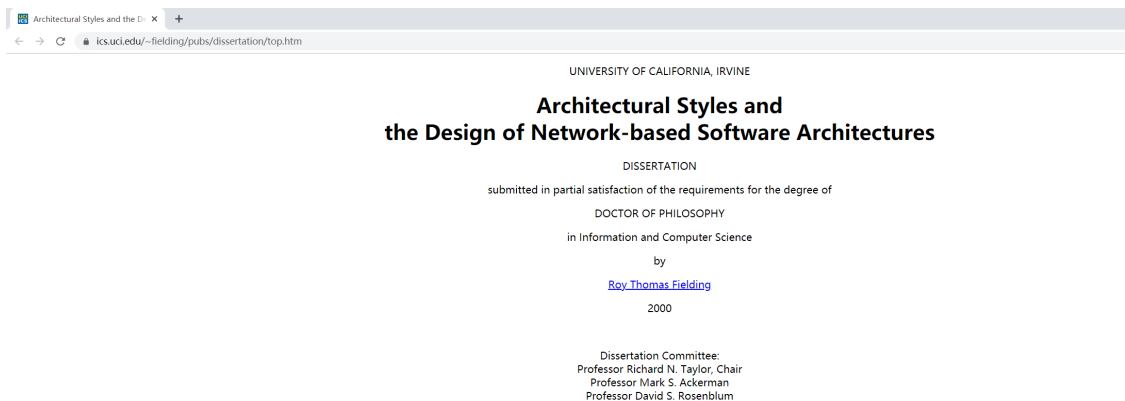 Architectural Styles and the D
ics.uci.edu/~fielding/pubs/dissertation/top.htm
UNIVERSITY OF CALIFORNIA, IRVINE
Architectural Styles and
the Design of Network-based Software Architectures
DISSERTATION
submitted in partial satisfaction of the requirements for the degree of
DOCTOR OF PHILOSOPHY
in Information and Computer Science
by
Roy Thomas Fielding
2000
Dissertation Committee:
Professor Richard N. Taylor, Chair
Professor Mark S. Ackerman
Professor David S. Rosenblum